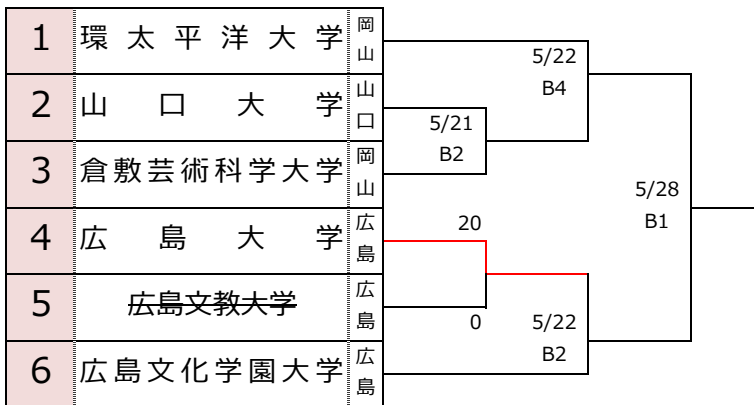 1 環太平洋大学 岡山
2 山口大学 山口
3 倉敷芸術科学大学 岡山
4 広島大学 広島
5 広島文教大学 広島
6 広島文化学園大学 広島
5/22
B4
5/21
B2
5/28
B1
20
0
5/22
B2